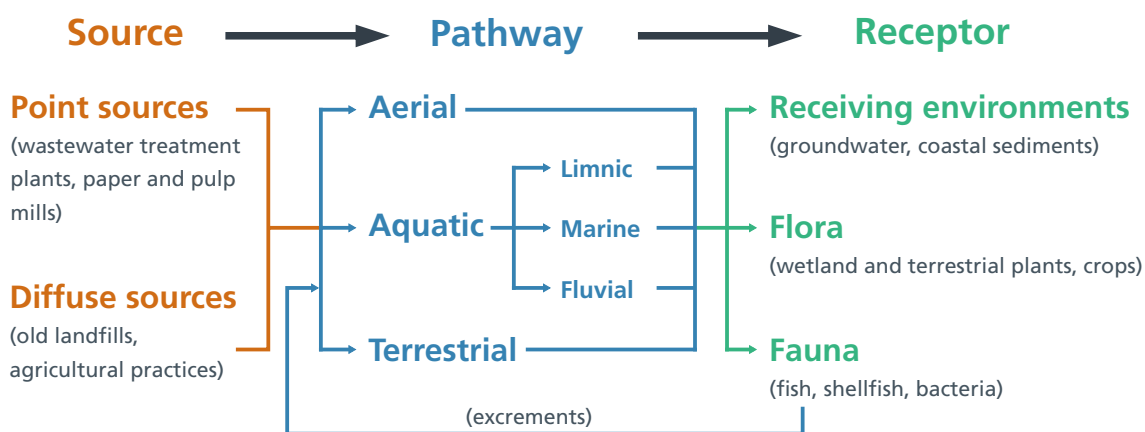 Source
Pathway
Receptor
Point sources
(wastewater treatment
plants, paper and pulp
mills)
Diffuse sources
(old landfills,
agricultural practices)
Aerial
Aquatic
Limnic
Marine
Fluvial
Terrestrial
Receiving environments
(groundwater, coastal sediments)
Flora
(wetland and terrestrial plants, crops)
Fauna
(fish, shellfish, bacteria)
(excrements)